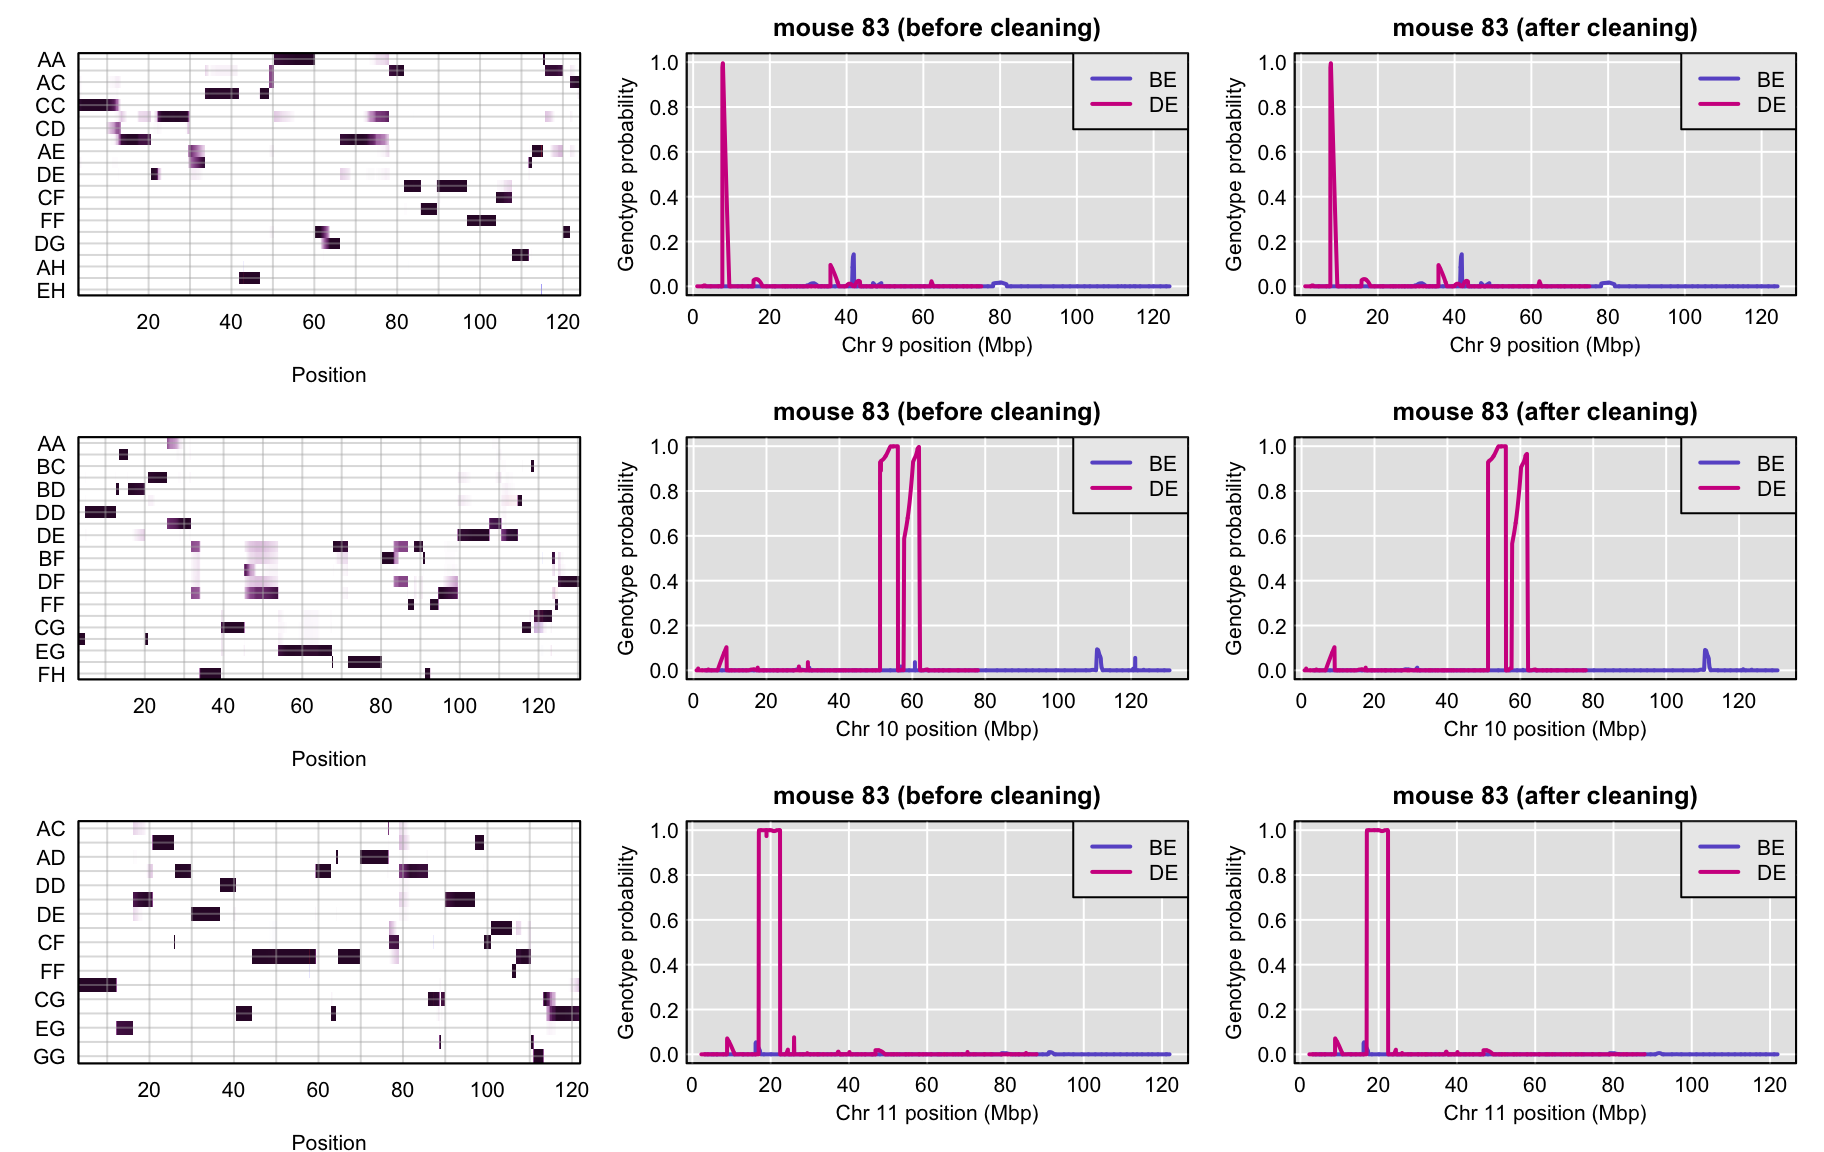 mouse 83 (before cleaning)
mouse 83 (after cleaning)
AA
AC
CC
CD
AE
DE
CF
FF
DG
AH
EH
20 40 60 80 100 120
Position
Genotype probability
1.0
0.8
0.6
0.4
0.2
0.0
BE
DE
0 20 40 60 80 100 120
Chr 9 position (Mbp)
Genotype probability
1.0
0.8
0.6
0.4
0.2
0.0
BE
DE
0 20 40 60 80 100 120
Chr 9 position (Mbp)
mouse 83 (before cleaning)
mouse 83 (after cleaning)
AA
BC
BD
DD
DE
BF
DF
FF
CG
EG
FH
20 40 60 80 100 120
Position
Genotype probability
1.0
0.8
0.6
0.4
0.2
0.0
BE
DE
0 20 40 60 80 100 120
Chr 10 position (Mbp)
Genotype probability
1.0
0.8
0.6
0.4
0.2
0.0
BE
DE
0 20 40 60 80 100 120
Chr 10 position (Mbp)
mouse 83 (before cleaning)
mouse 83 (after cleaning)
AC
AD
DD
DE
CF
FF
CG
EG
GG
20 40 60 80 100 120
Position
Genotype probability
1.0
0.8
0.6
0.4
0.2
0.0
BE
DE
0 20 40 60 80 100 120
Chr 11 position (Mbp)
Genotype probability
1.0
0.8
0.6
0.4
0.2
0.0
BE
DE
0 20 40 60 80 100 120
Chr 11 position (Mbp)